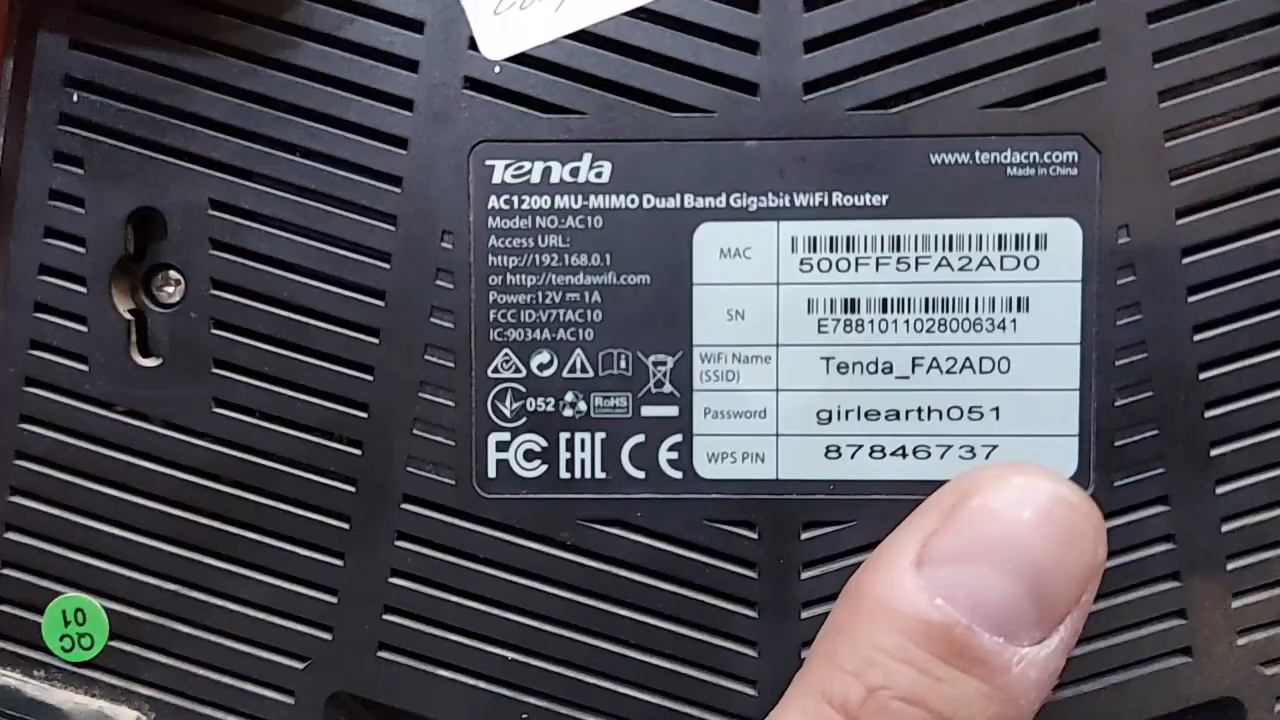 Tenda
www.tendacn.com
Made in China
AC1200 MU-MIMO Dual Band Gigabit WiFi Router
Model NO.:AC10
Access URL:
http://192.168.0.1
or http://tendawifi.com
Power:12V⎓1A
FCC ID:V7TAC10
IC:9034A-AC10
052
RoHS
FC EAC CE
MAC
500FF5FA2AD0
SN
E7881011028006341
WiFi Name
(SSID)
Tenda_FA2AD0
Password
girlearth051
WPS PIN
87846737
QC
01